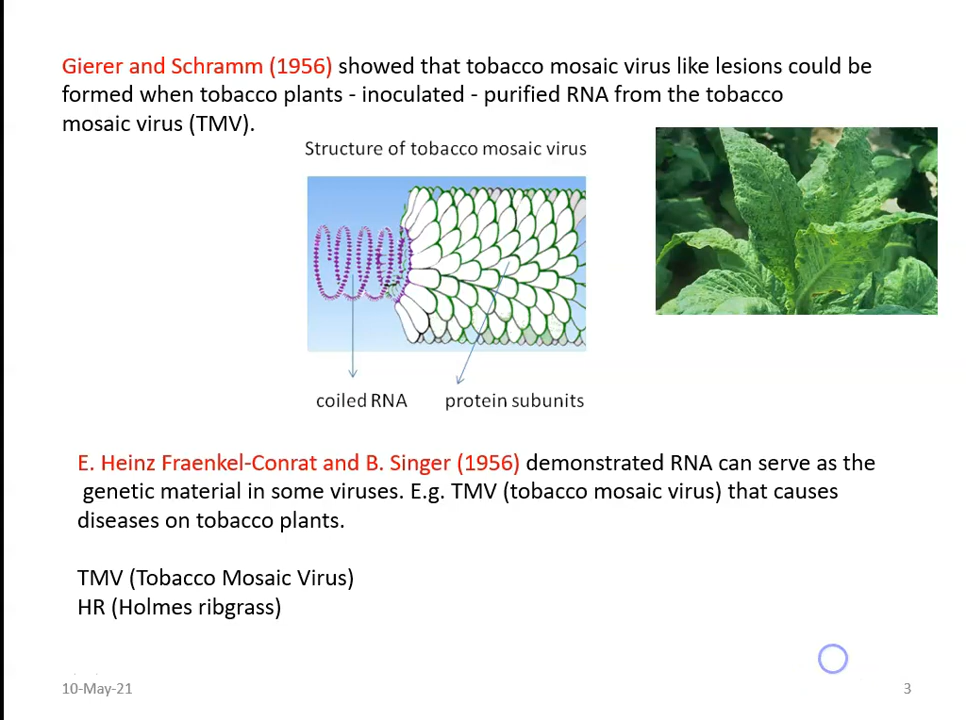 Gierer and Schramm (1956) showed that tobacco mosaic virus like lesions could be
formed when tobacco plants - inoculated - purified RNA from the tobacco
mosaic virus (TMV).
Structure of tobacco mosaic virus
coiled RNA
protein subunits
E. Heinz Fraenkel-Conrat and B. Singer (1956) demonstrated RNA can serve as the
genetic material in some viruses. E.g. TMV (tobacco mosaic virus) that causes
diseases on tobacco plants.
TMV (Tobacco Mosaic Virus)
HR (Holmes ribgrass)
10-May-21
3